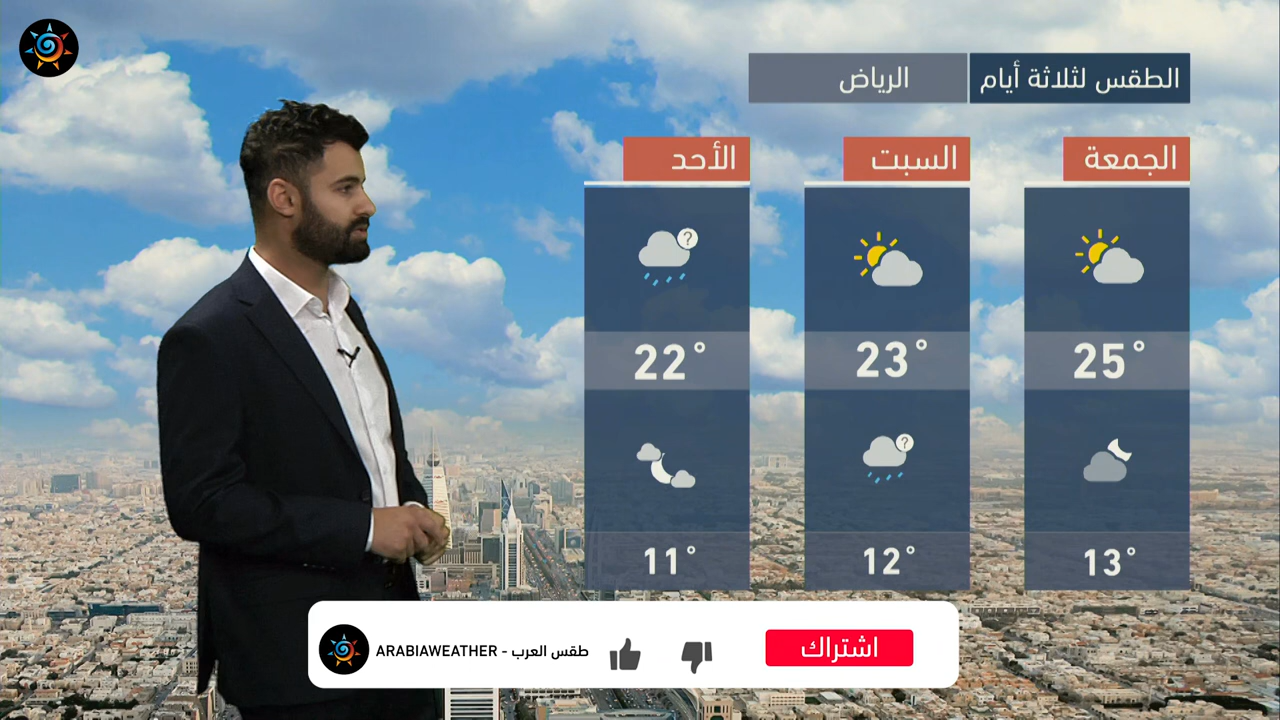 الطقس لثلاثة أيام
الرياض
الجمعة
السبت
الأحد
?
25°
23°
22°
?
13°
12°
11°
ARABIAWEATHER - طقس العرب
اشتراك